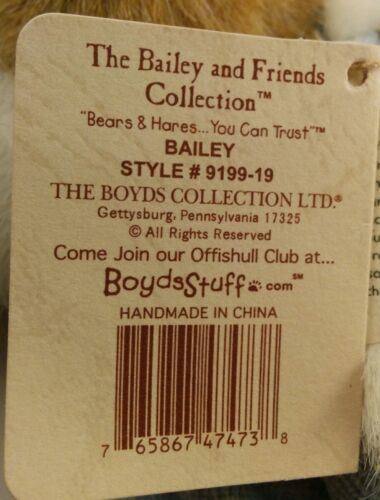 The Bailey and Friends
Collection™
"Bears & Hares...You Can Trust"™
BAILEY
STYLE # 9199-19
THE BOYDS COLLECTION LTD.®
Gettysburg, Pennsylvania 17325
© All Rights Reserved
Come Join our Offishull Club at...
BoydsStuff.com℠
HANDMADE IN CHINA
7 65867 47473 8